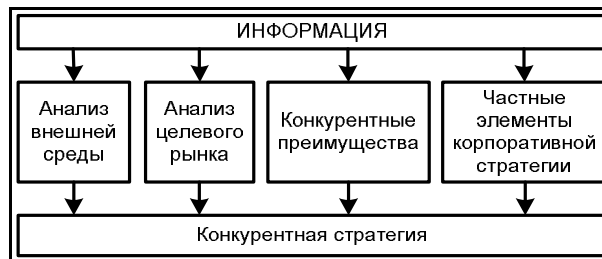 ИНФОРМАЦИЯ
Анализ
внешней
среды
Анализ
целевого
рынка
Конкурентные
преимущества
Частные
элементы
корпоративной
стратегии
Конкурентная стратегия